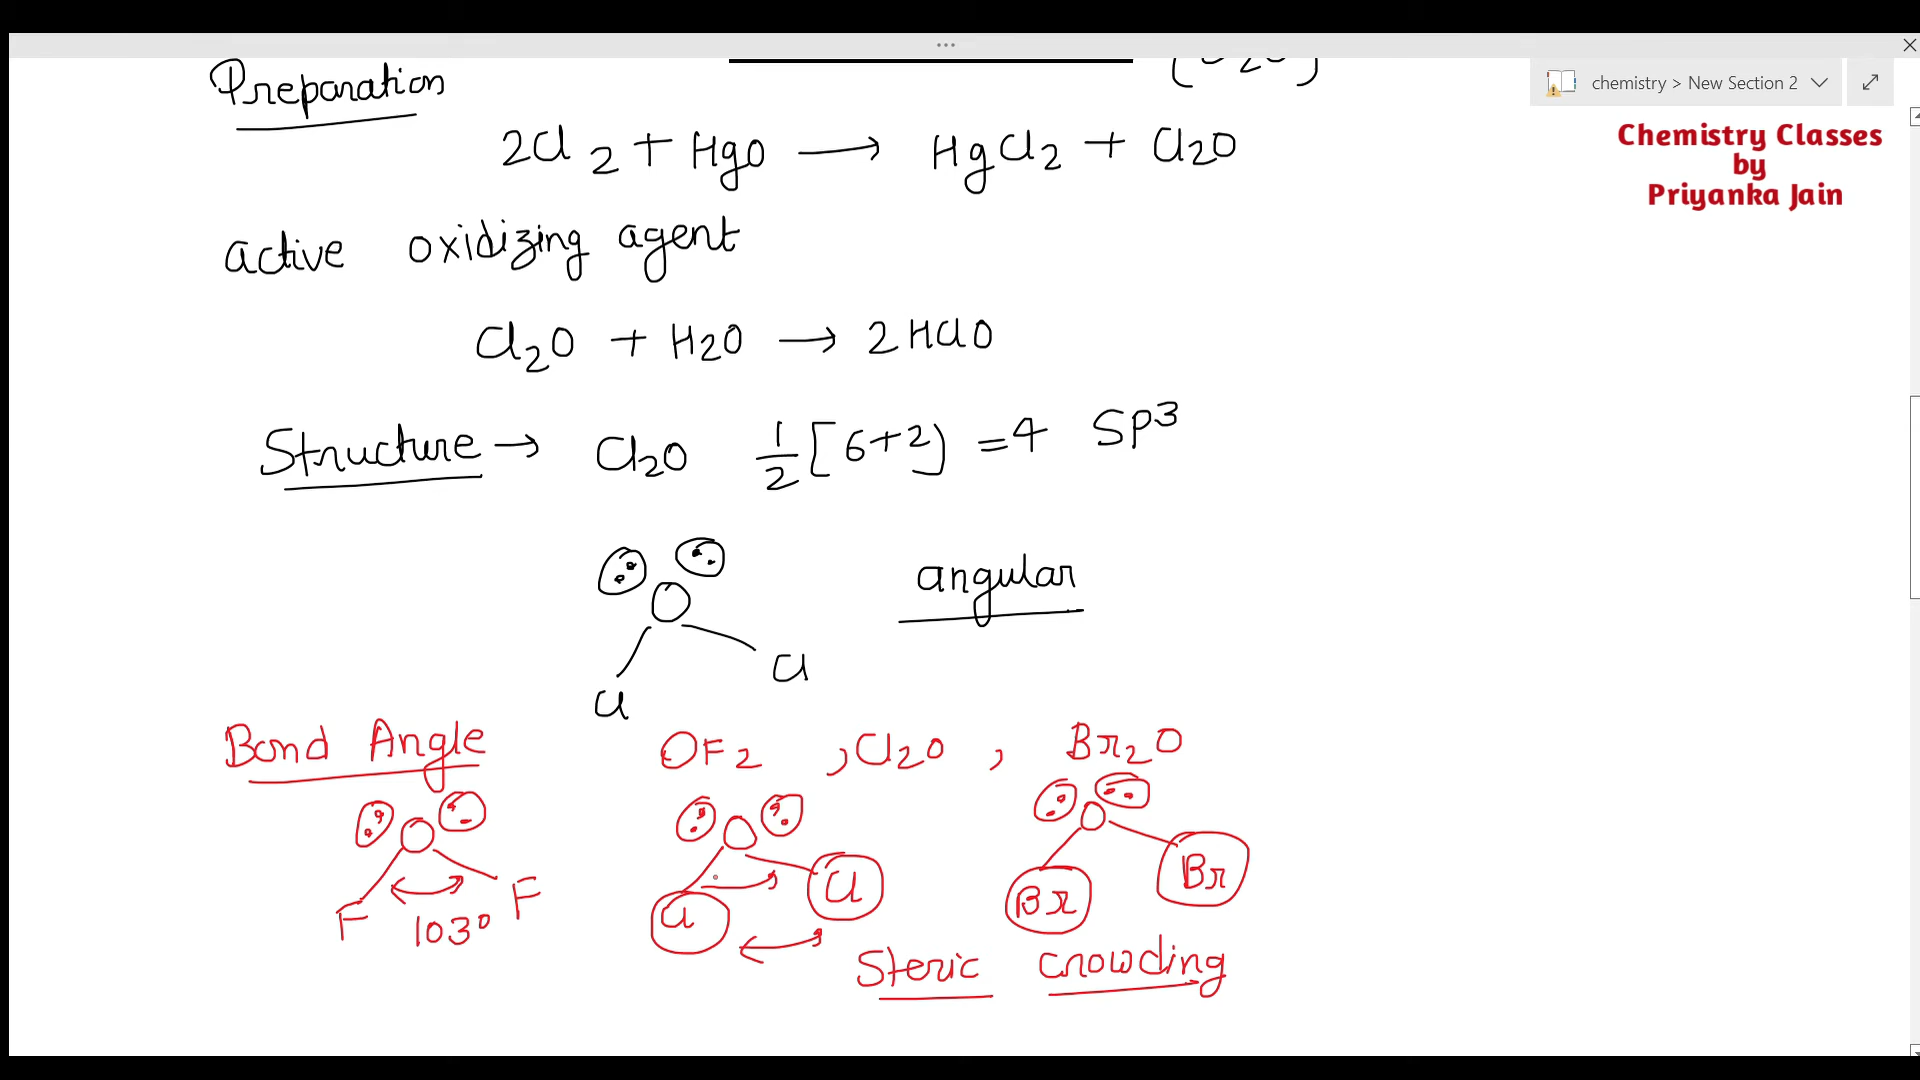 Preparation
2Cl2 + HgO → HgCl2 + Cl2O
active oxidizing agent
Cl2O + H2O → 2HClO
Structure → Cl2O 1/2 [6+2] = 4 SP3
O
Cl Cl
angular
Bond Angle OF2 , Cl2O , Br2O
O O O
F 103° F Cl Cl Br Br
Steric crowding
chemistry > New Section 2
Chemistry Classes
by
Priyanka Jain